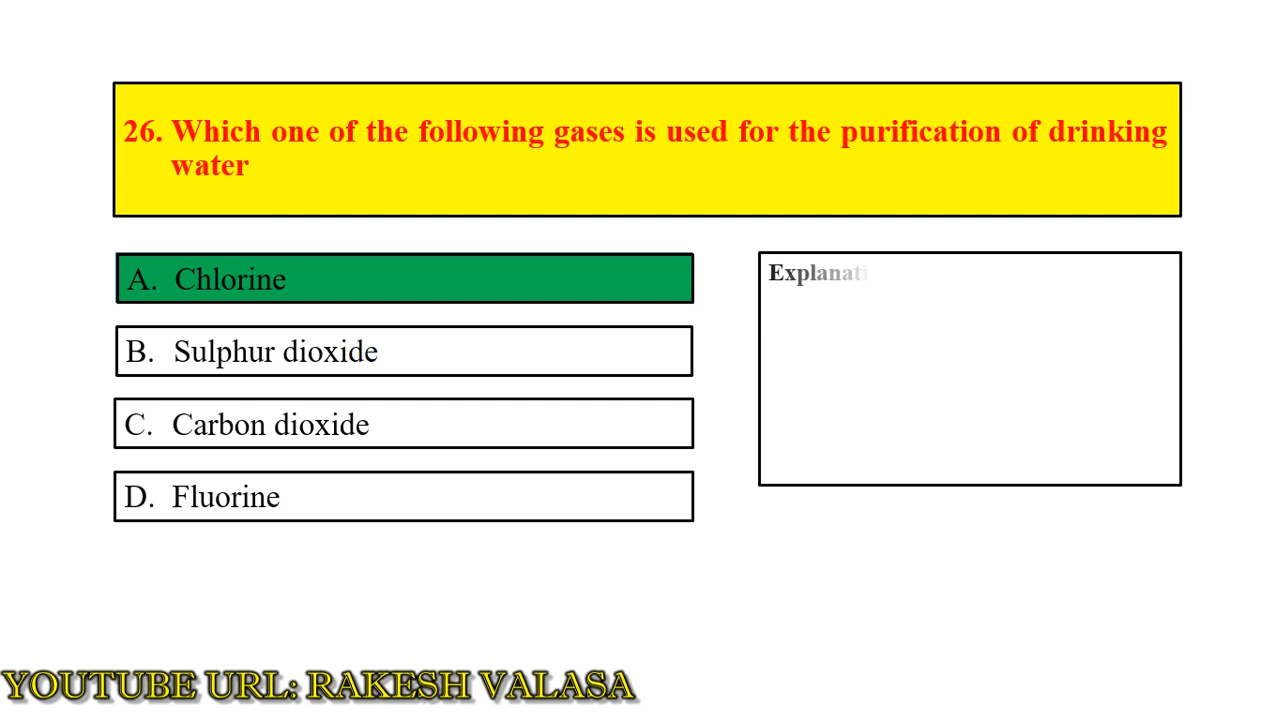 26. Which one of the following gases is used for the purification of drinking
water
A. Chlorine
B. Sulphur dioxide
C. Carbon dioxide
D. Fluorine
Explanati
YOUTUBE URL: RAKESH VALASA